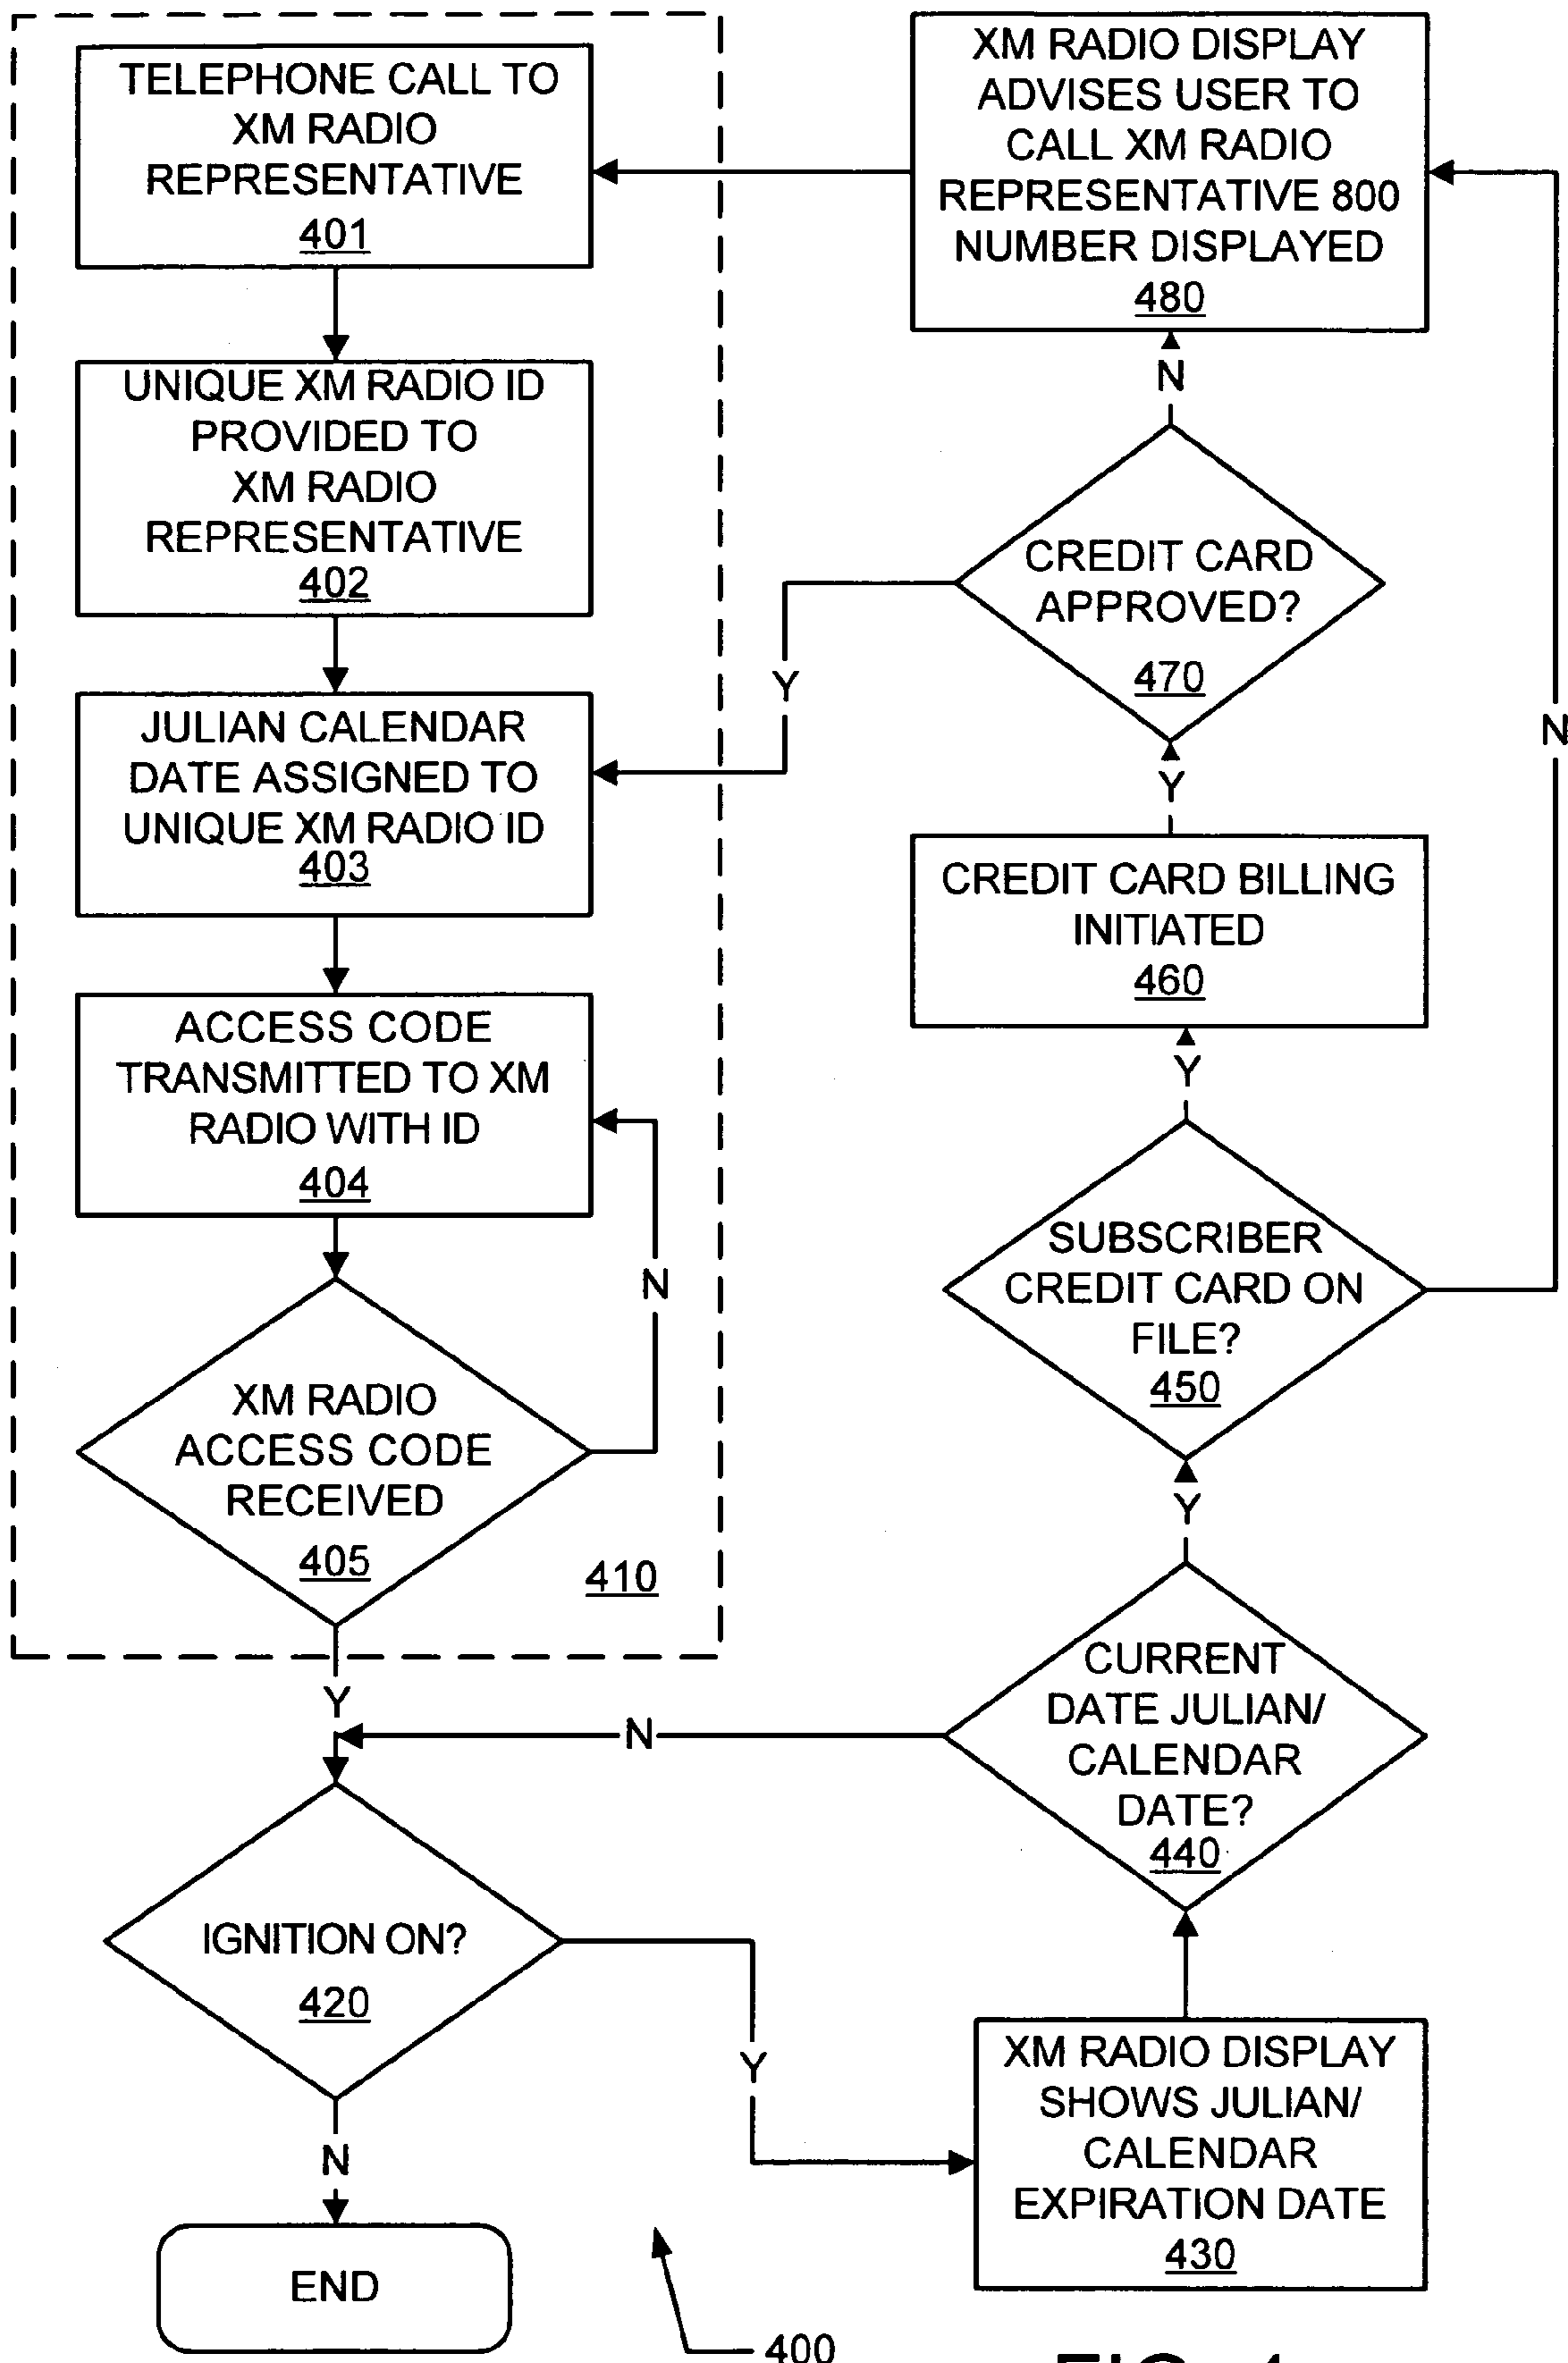 TELEPHONE CALL TO
XM RADIO
REPRESENTATIVE
401
UNIQUE XM RADIO ID
PROVIDED TO
XM RADIO
REPRESENTATIVE
402
JULIAN CALENDAR
DATE ASSIGNED TO
UNIQUE XM RADIO ID
403
ACCESS CODE
TRANSMITTED TO XM
RADIO WITH ID
404
N
XM RADIO
ACCESS CODE
RECEIVED
405
410
Y
N
IGNITION ON?
420
Y
N
END
400
XM RADIO DISPLAY
SHOWS JULIAN/
CALENDAR
EXPIRATION DATE
430
CURRENT
DATE JULIAN/
CALENDAR
DATE?
440
Y
SUBSCRIBER
CREDIT CARD ON
FILE?
450
Y
N
CREDIT CARD BILLING
INITIATED
460
Y
CREDIT CARD
APPROVED?
470
Y
N
XM RADIO DISPLAY
ADVISES USER TO
CALL XM RADIO
REPRESENTATIVE 800
NUMBER DISPLAYED
480